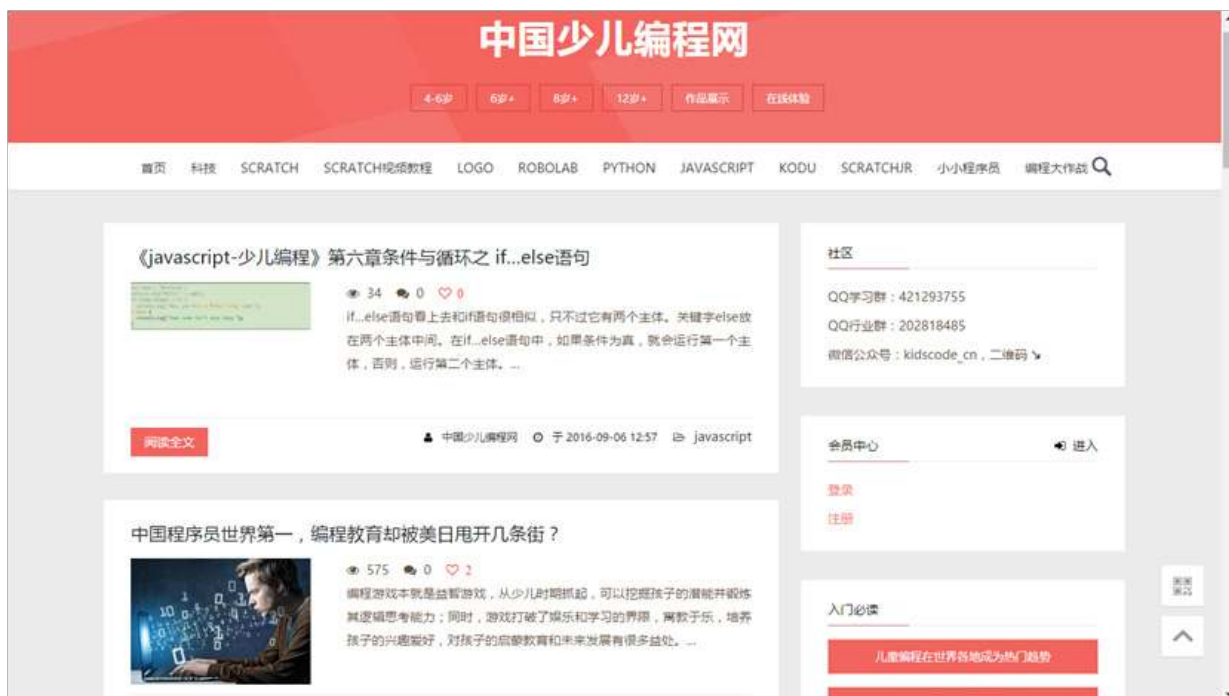 中国少儿编程网
4-6岁 6岁+ 8岁+ 12岁+ 作品展示 在线体验
首页 科技 SCRATCH SCRATCH视频教程 LOGO ROBOLAB PYTHON JAVASCRIPT KODU SCRATCHJR 小小程序员 编程大作战
《javascript-少儿编程》第六章条件与循环之 if...else语句
34 0 0
if...else语句看上去和if语句很相似，只不过它有两个主体。关键字else放
在两个主体中间。在if...else语句中，如果条件为真，就会运行第一个主
体，否则，运行第二个主体。...
阅读全文
中国少儿编程网 于 2016-09-06 12:57 javascript
中国程序员世界第一，编程教育却被美日甩开几条街？
575 0 2
编程游戏本就是益智游戏，从少儿时期抓起，可以挖掘孩子的潜能并锻炼
其逻辑思考能力；同时，游戏打破了娱乐和学习的界限，寓教于乐，培养
孩子的兴趣爱好，对孩子的启蒙教育和未来发展有很多益处。...
社区
QQ学习群：421293755
QQ行业群：202818485
微信公众号：kidscode_cn，二维码↘
会员中心 进入
登录
注册
入门必读
儿童编程在世界各地成为热门趋势